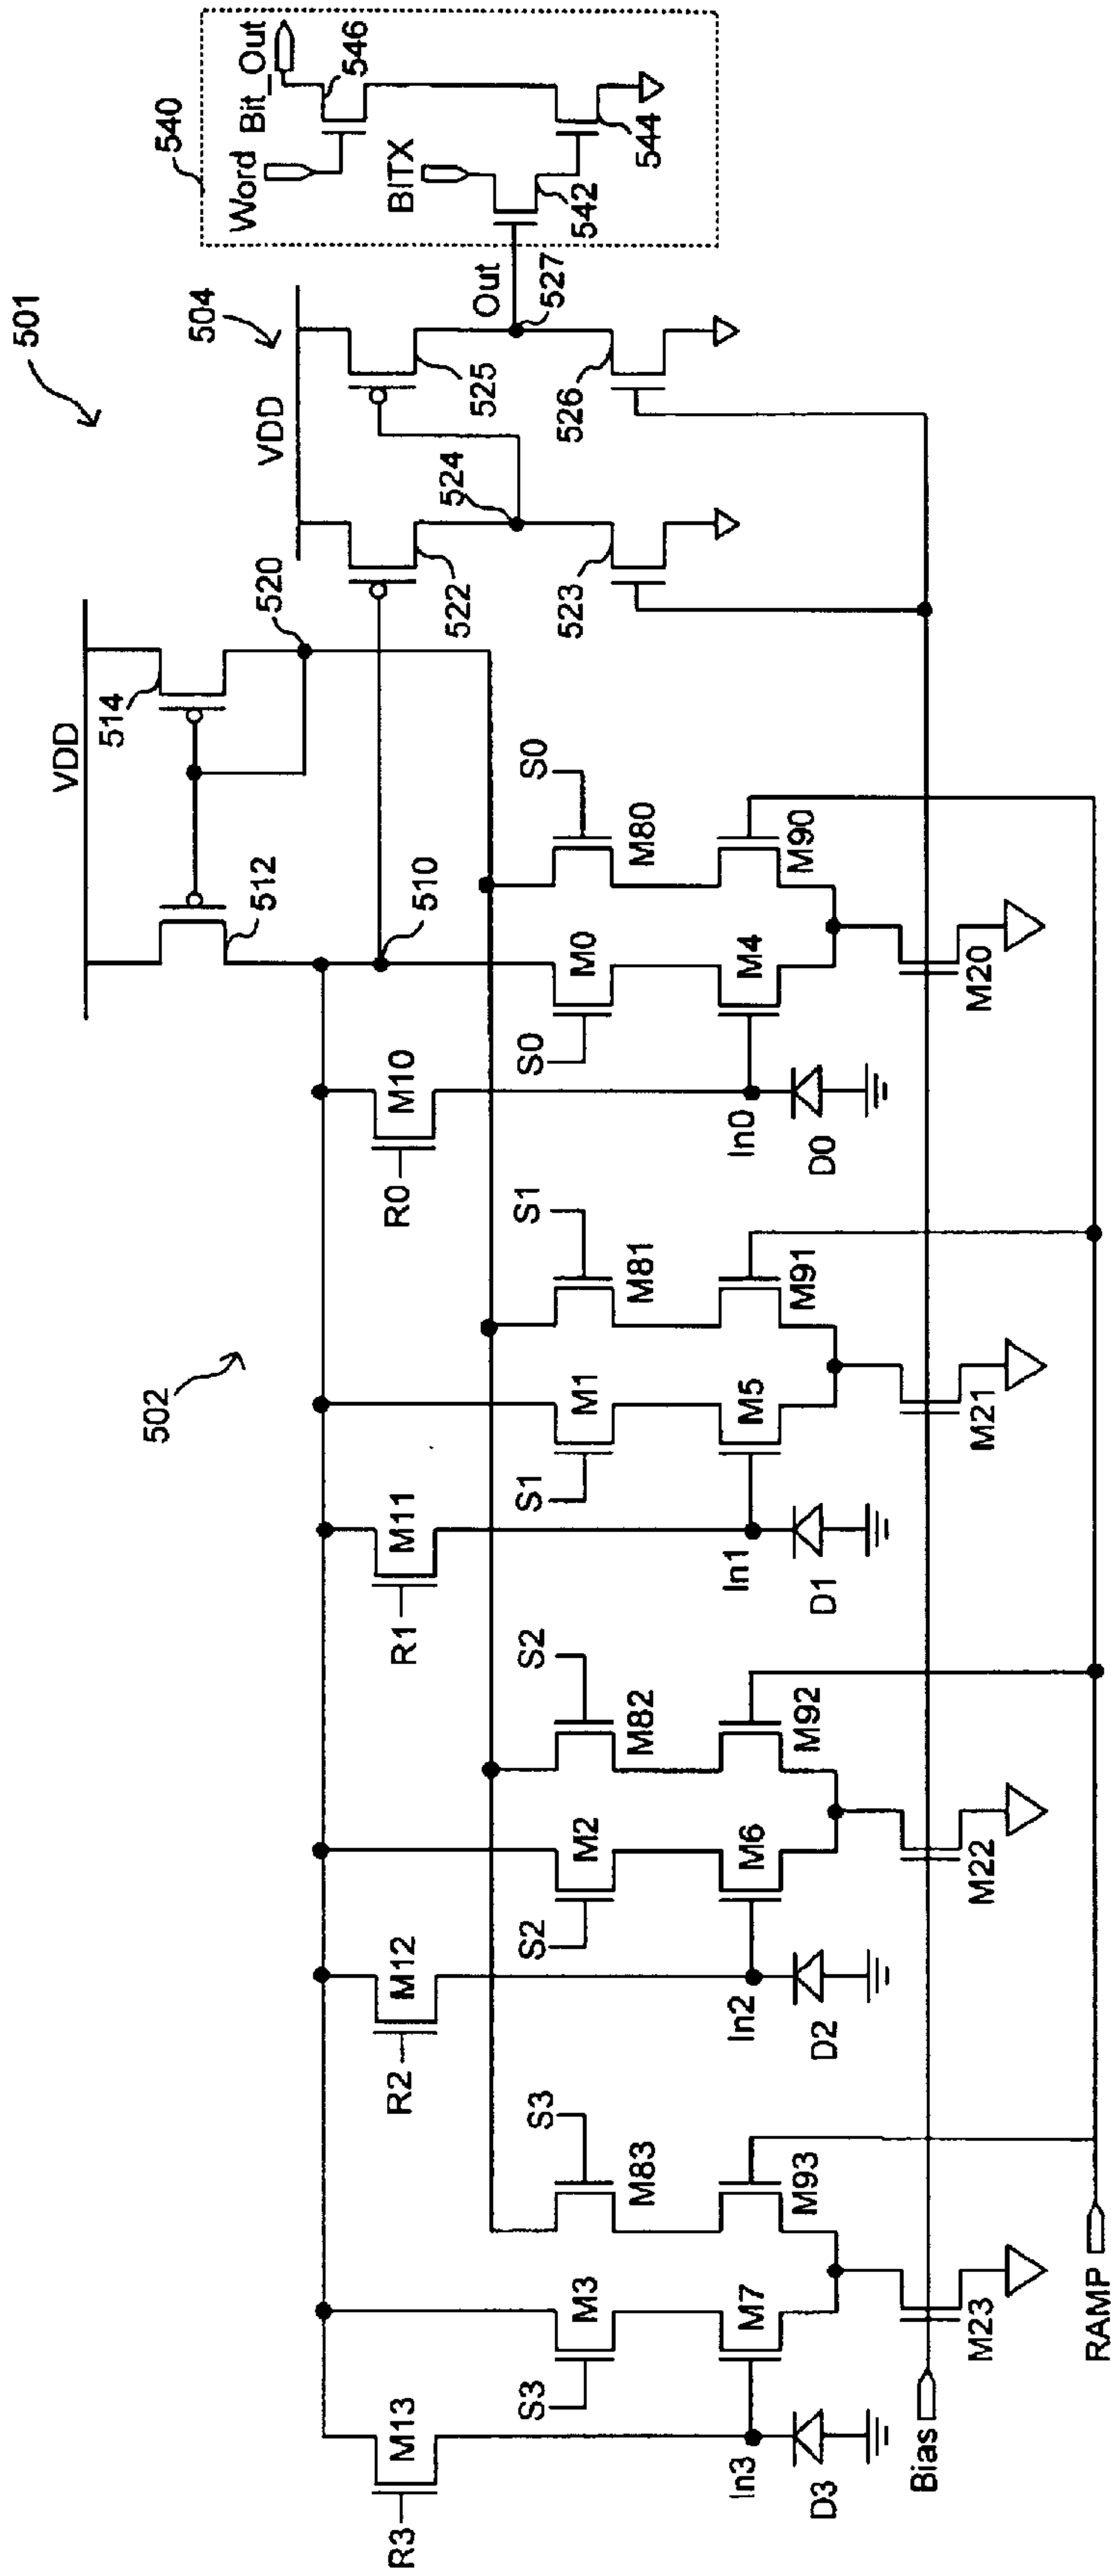 501
540
Word
Bit_Out
546
BITX
544
542
504
VDD
Out
527
525
526
524
522
523
VDD
520
514
512
510
502
S0
M80
M90
M0
M4
S0
M20
M10
R0
In0
D0
S1
M81
M91
M1
M5
S1
M21
M11
R1
In1
D1
S2
M82
M92
M2
M6
S2
M22
M12
R2
In2
D2
S3
M83
M93
M3
M7
S3
M23
M13
R3
In3
D3
Bias
RAMP